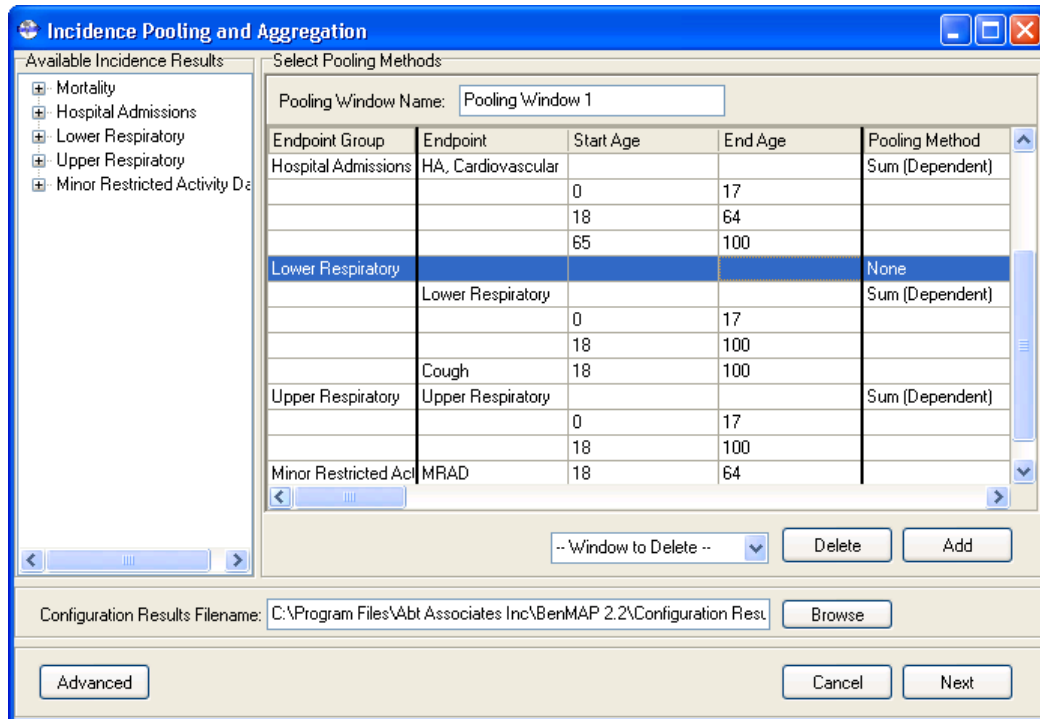 Incidence Pooling and Aggregation
Available Incidence Results
Mortality
Hospital Admissions
Lower Respiratory
Upper Respiratory
Minor Restricted Activity Da
Select Pooling Methods
Pooling Window Name: Pooling Window 1
Endpoint Group Endpoint Start Age End Age Pooling Method
Hospital Admissions HA, Cardiovascular Sum (Dependent)
0 17
18 64
65 100
Lower Respiratory None
Lower Respiratory Sum (Dependent)
0 17
18 100
Cough 18 100
Upper Respiratory Upper Respiratory Sum (Dependent)
0 17
18 100
Minor Restricted Act MRAD 18 64
-- Window to Delete -- Delete Add
Configuration Results Filename: C:\Program Files\Abt Associates Inc\BenMAP 2.2\Configuration Resu Browse
Advanced Cancel Next